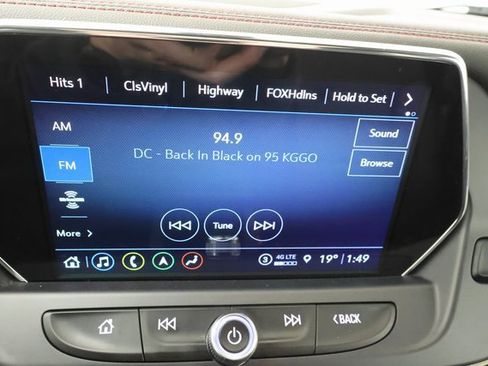 Hits 1 ClsVinyl Highway FOXHdlns Hold to Set
AM
94.9
Sound
DC - Back In Black on 95 KGGO
FM
Browse
Tune
More
4G LTE
19° 1:49
BACK